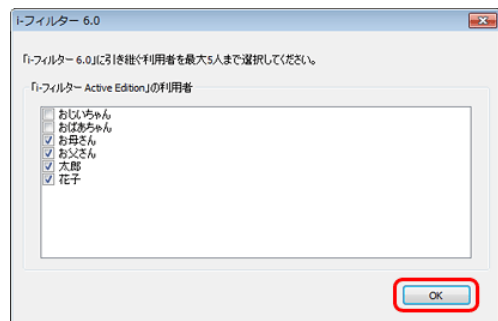 i-フィルター 6.0
「i-フィルター 6.0」に引き継ぐ利用者を最大5人まで選択してください。
「i-フィルター Active Edition」の利用者
おじいちゃん
おばあちゃん
お母さん
お父さん
太郎
花子
OK